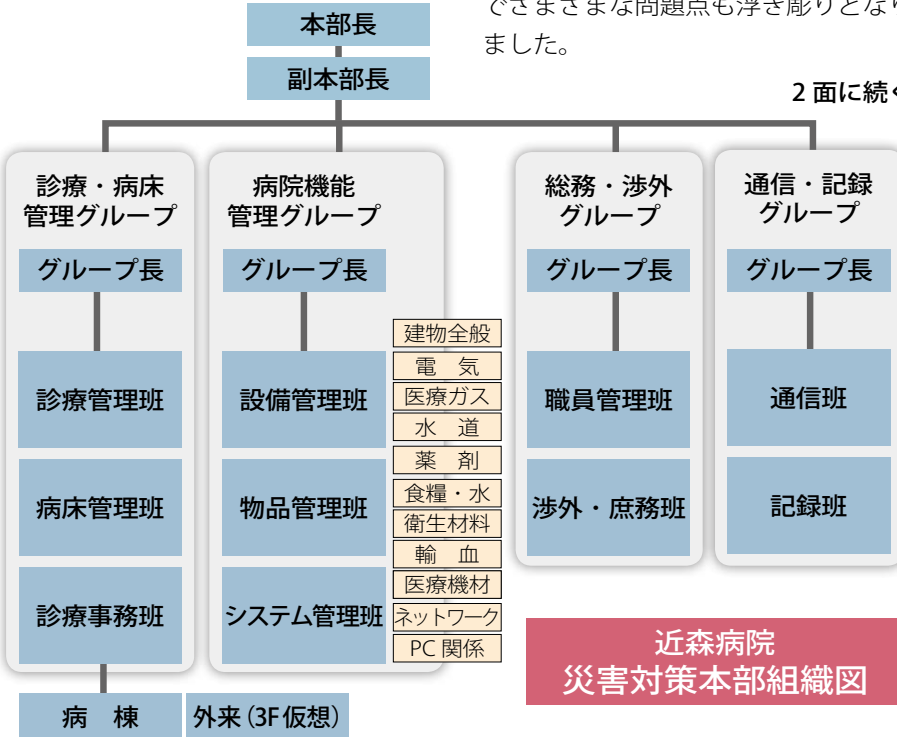 でさまざまな問題点も浮き彫りとなり
ました。
2 面に続く
本部長
副本部長
診療・病床
管理グループ
グループ長
診療管理班
病床管理班
診療事務班
病　棟
外来（3F 仮想）
病院機能
管理グループ
グループ長
設備管理班
物品管理班
システム管理班
建物全般
電　気
医療ガス
水　道
薬　剤
食糧・水
衛生材料
輸　血
医療機材
ネットワーク
PC 関係
総務・渉外
グループ
グループ長
職員管理班
渉外・庶務班
通信・記録
グループ
グループ長
通信班
記録班
近森病院
災害対策本部組織図